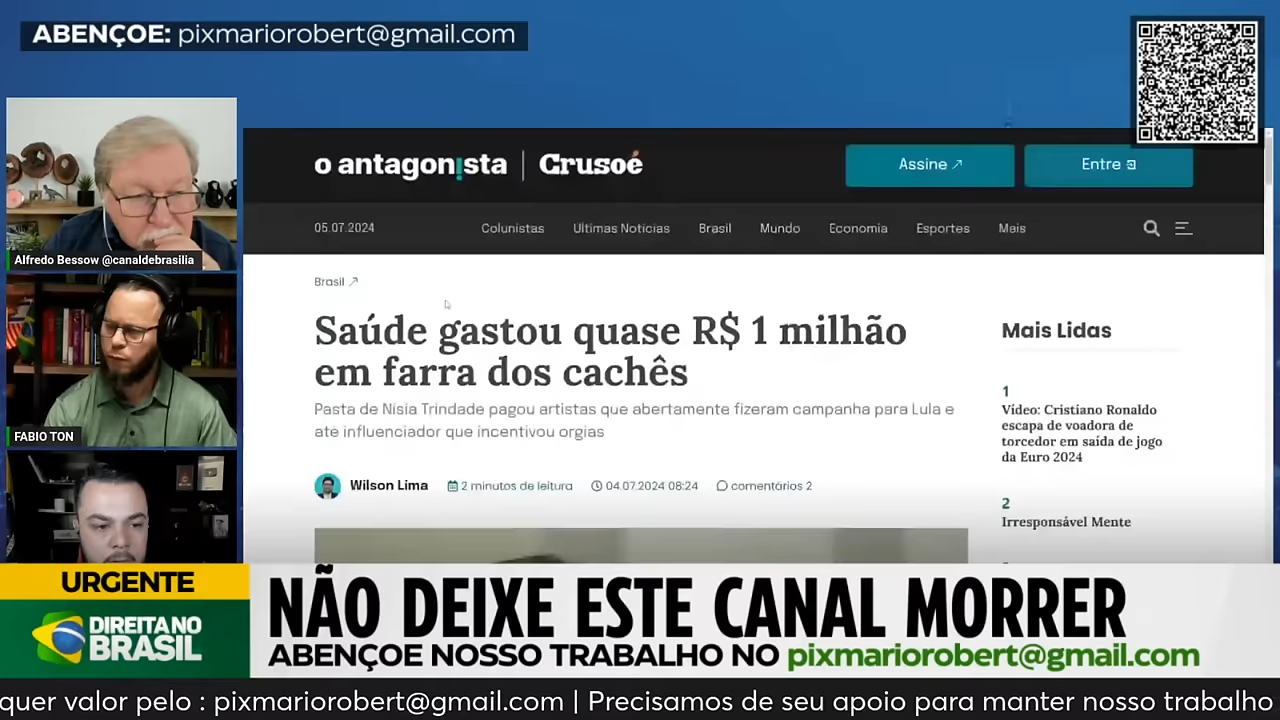 ABENÇOE: pixmariorobert@gmail.com
o antagon!sta | Crusoé
Assine ↗
Entre
05.07.2024
Colunistas
Últimas Notícias
Brasil
Mundo
Economia
Esportes
Mais
Brasil ↗
Saúde gastou quase R$ 1 milhão
em farra dos cachês
Pasta de Nísia Trindade pagou artistas que abertamente fizeram campanha para Lula e
até influenciador que incentivou orgias
Wilson Lima
2 minutos de leitura
04.07.2024 08:24
comentários 2
Mais Lidas
1
Vídeo: Cristiano Ronaldo
escapa de voadora de
torcedor em saída de jogo
da Euro 2024
2
Irresponsável Mente
Alfredo Bessow @canaldebrasilia
FABIO TON
URGENTE
DIREITA NO
BRASIL
NÃO DEIXE ESTE CANAL MORRER
ABENÇOE NOSSO TRABALHO NO pixmariorobert@gmail.com
quer valor pelo : pixmariorobert@gmail.com | Precisamos de seu apoio para manter nosso trabalho